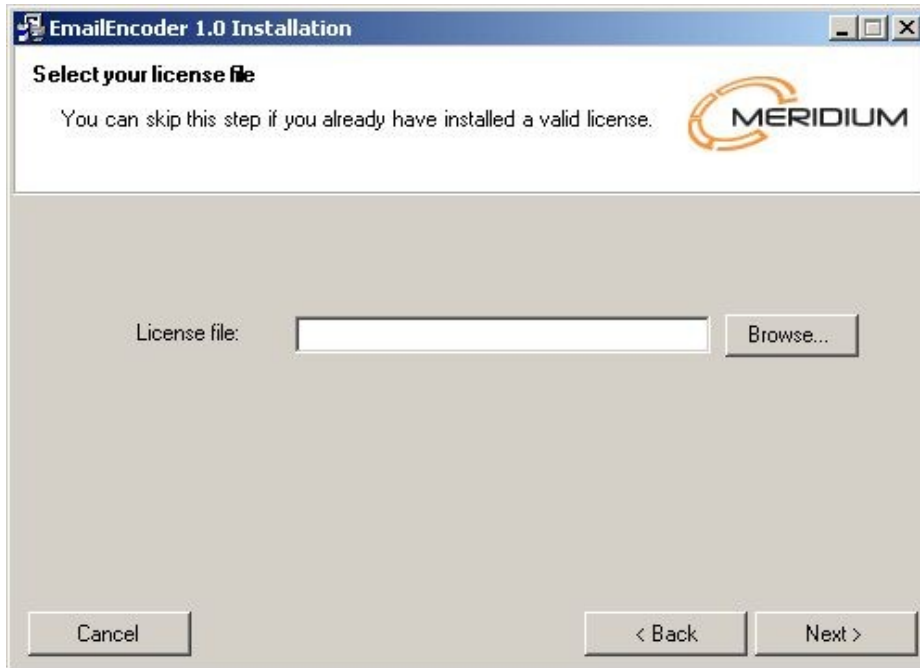 EmailEncoder 1.0 Installation
Select your license file
You can skip this step if you already have installed a valid license.
MERIDIUM
License file:
Browse...
Cancel
< Back
Next >